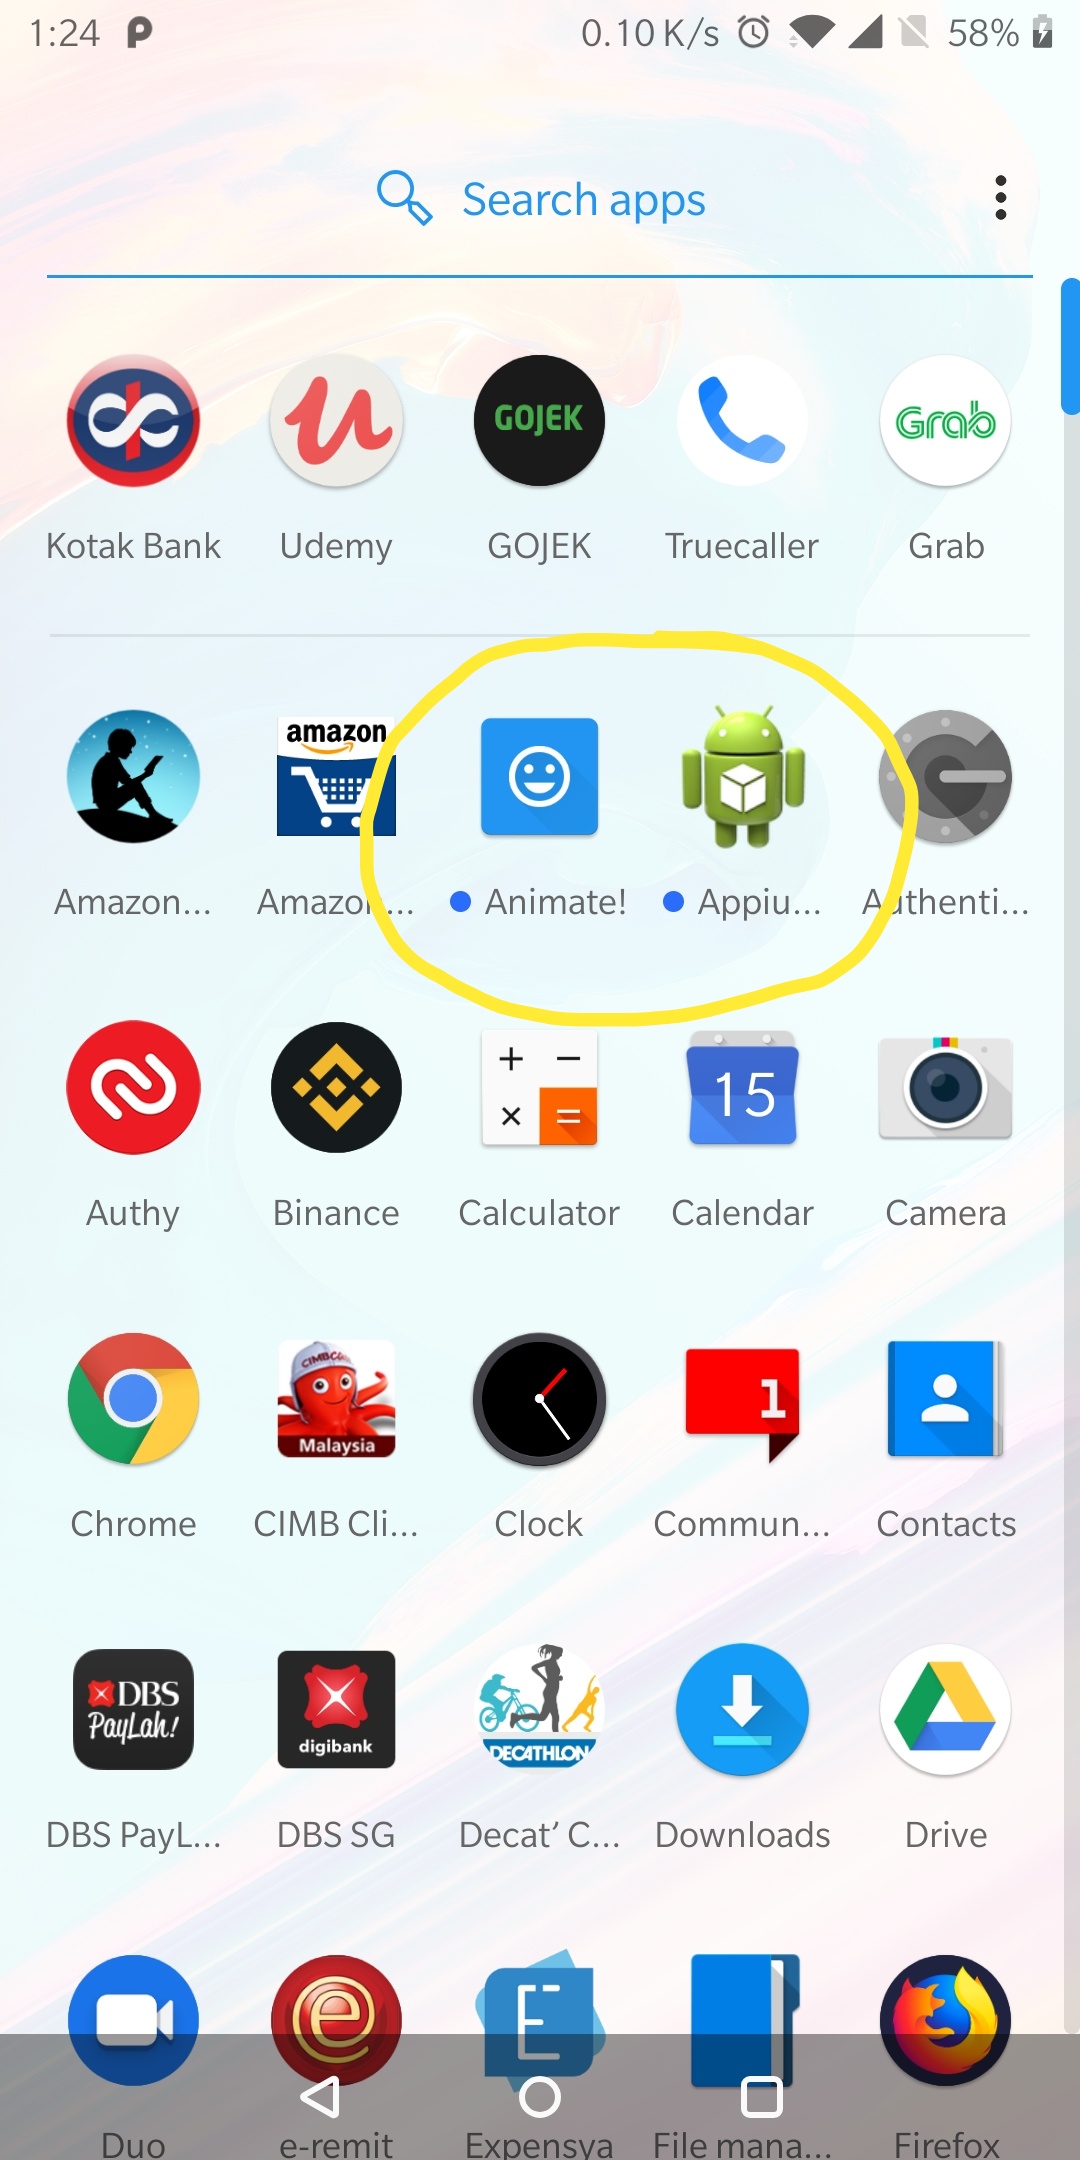 1:24 0.10 K/s 58%
Search apps
GOJEK Grab
Kotak Bank Udemy GOJEK Truecaller Grab
amazon
Amazon... Amazon... Animate! Appiu... Authenti...
15
Authy Binance Calculator Calendar Camera
CIMB Malaysia 1
Chrome CIMB Cli... Clock Commun... Contacts
DBS PayLah! digibank DECATHLON
DBS PayL... DBS SG Decat’ C... Downloads Drive
Duo e-remit Expensya File mana... Firefox